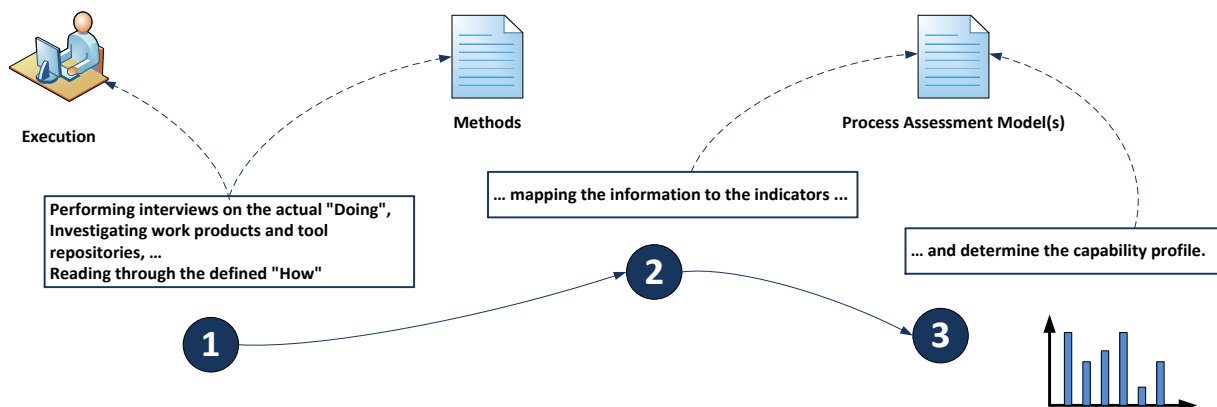 Execution
Methods
Process Assessment Model(s)
Performing interviews on the actual "Doing",
Investigating work products and tool
repositories, …
Reading through the defined "How"
… mapping the information to the indicators ...
… and determine the capability profile.
1
2
3